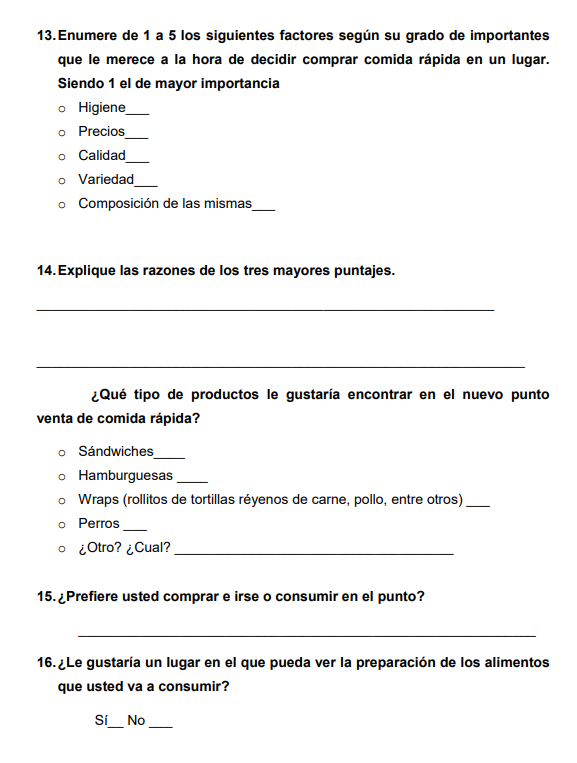 13. Enumere de 1 a 5 los siguientes factores según su grado de importantes
que le merece a la hora de decidir comprar comida rápida en un lugar.
Siendo 1 el de mayor importancia
o Higiene___
o Precios___
o Calidad___
o Variedad___
o Composición de las mismas___
14. Explique las razones de los tres mayores puntajes.
___________________________________________________________
_______________________________________________________________
¿Qué tipo de productos le gustaría encontrar en el nuevo punto
venta de comida rápida?
o Sándwiches____
o Hamburguesas ____
o Wraps (rollitos de tortillas réyenos de carne, pollo, entre otros) ___
o Perros ___
o ¿Otro? ¿Cual? ____________________________________
15. ¿Prefiere usted comprar e irse o consumir en el punto?
___________________________________________________________
16. ¿Le gustaría un lugar en el que pueda ver la preparación de los alimentos
que usted va a consumir?
Sí__ No ___